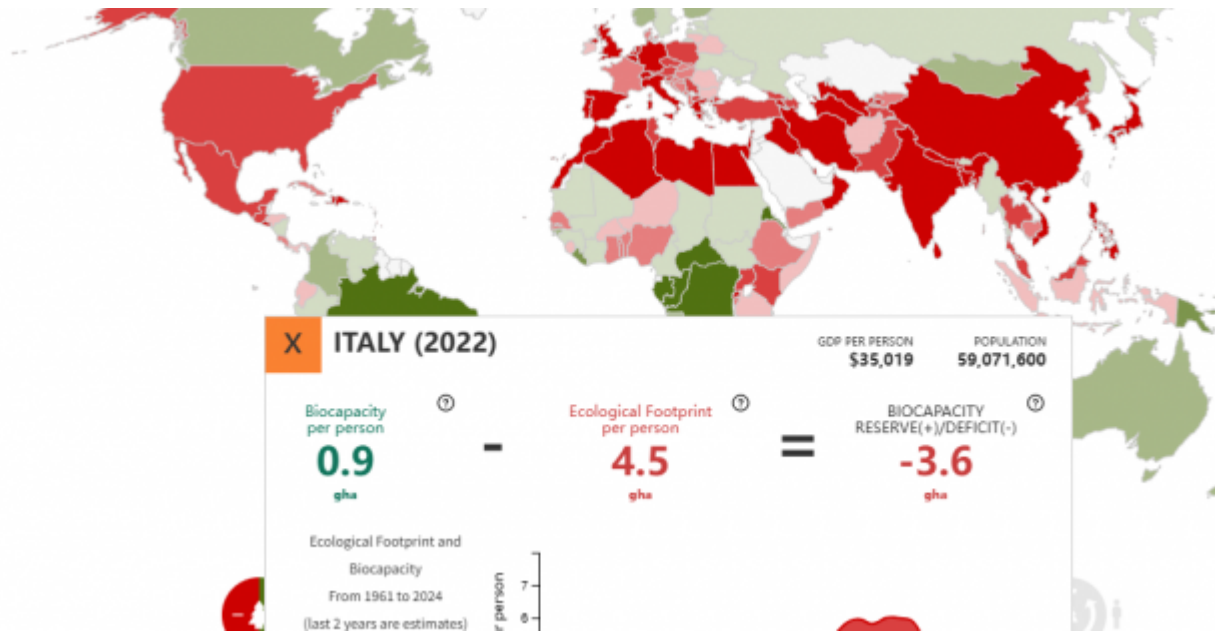 X
ITALY (2022)
GDP PER PERSON
$35,019
POPULATION
59,071,600
Biocapacity
per person
0.9
gha
-
Ecological Footprint
per person
4.5
gha
=
BIOCAPACITY
RESERVE(+)/DEFICIT(-)
-3.6
gha
Ecological Footprint and
Biocapacity
From 1961 to 2024
(last 2 years are estimates)
r person
7
6